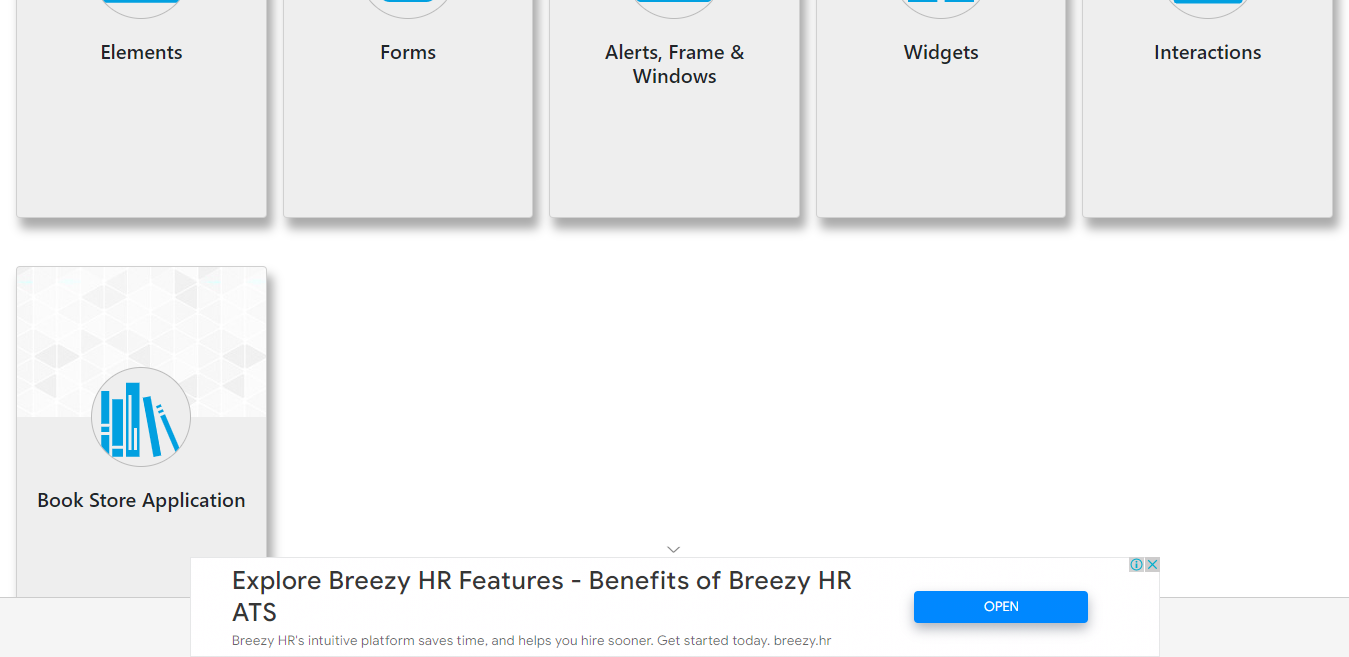 Elements
Forms
Alerts, Frame &
Windows
Widgets
Interactions
Book Store Application
Explore Breezy HR Features - Benefits of Breezy HR
ATS
Breezy HR's intuitive platform saves time, and helps you hire sooner. Get started today. breezy.hr
OPEN